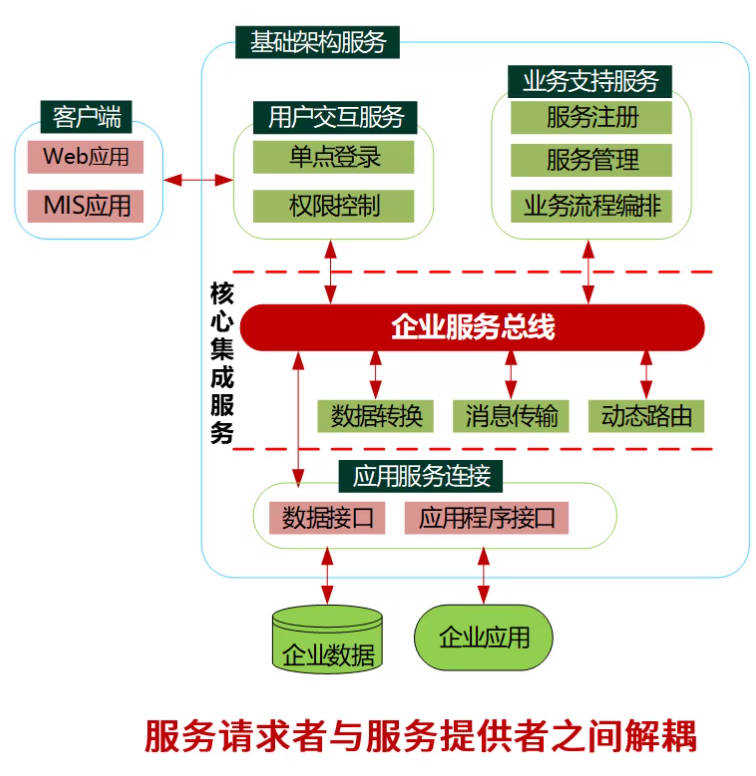 基础架构服务
客户端
Web应用
MIS应用
用户交互服务
单点登录
权限控制
业务支持服务
服务注册
服务管理
业务流程编排
核心集成服务
企业服务总线
数据转换
消息传输
动态路由
应用服务连接
数据接口
应用程序接口
企业数据
企业应用
服务请求者与服务提供者之间解耦